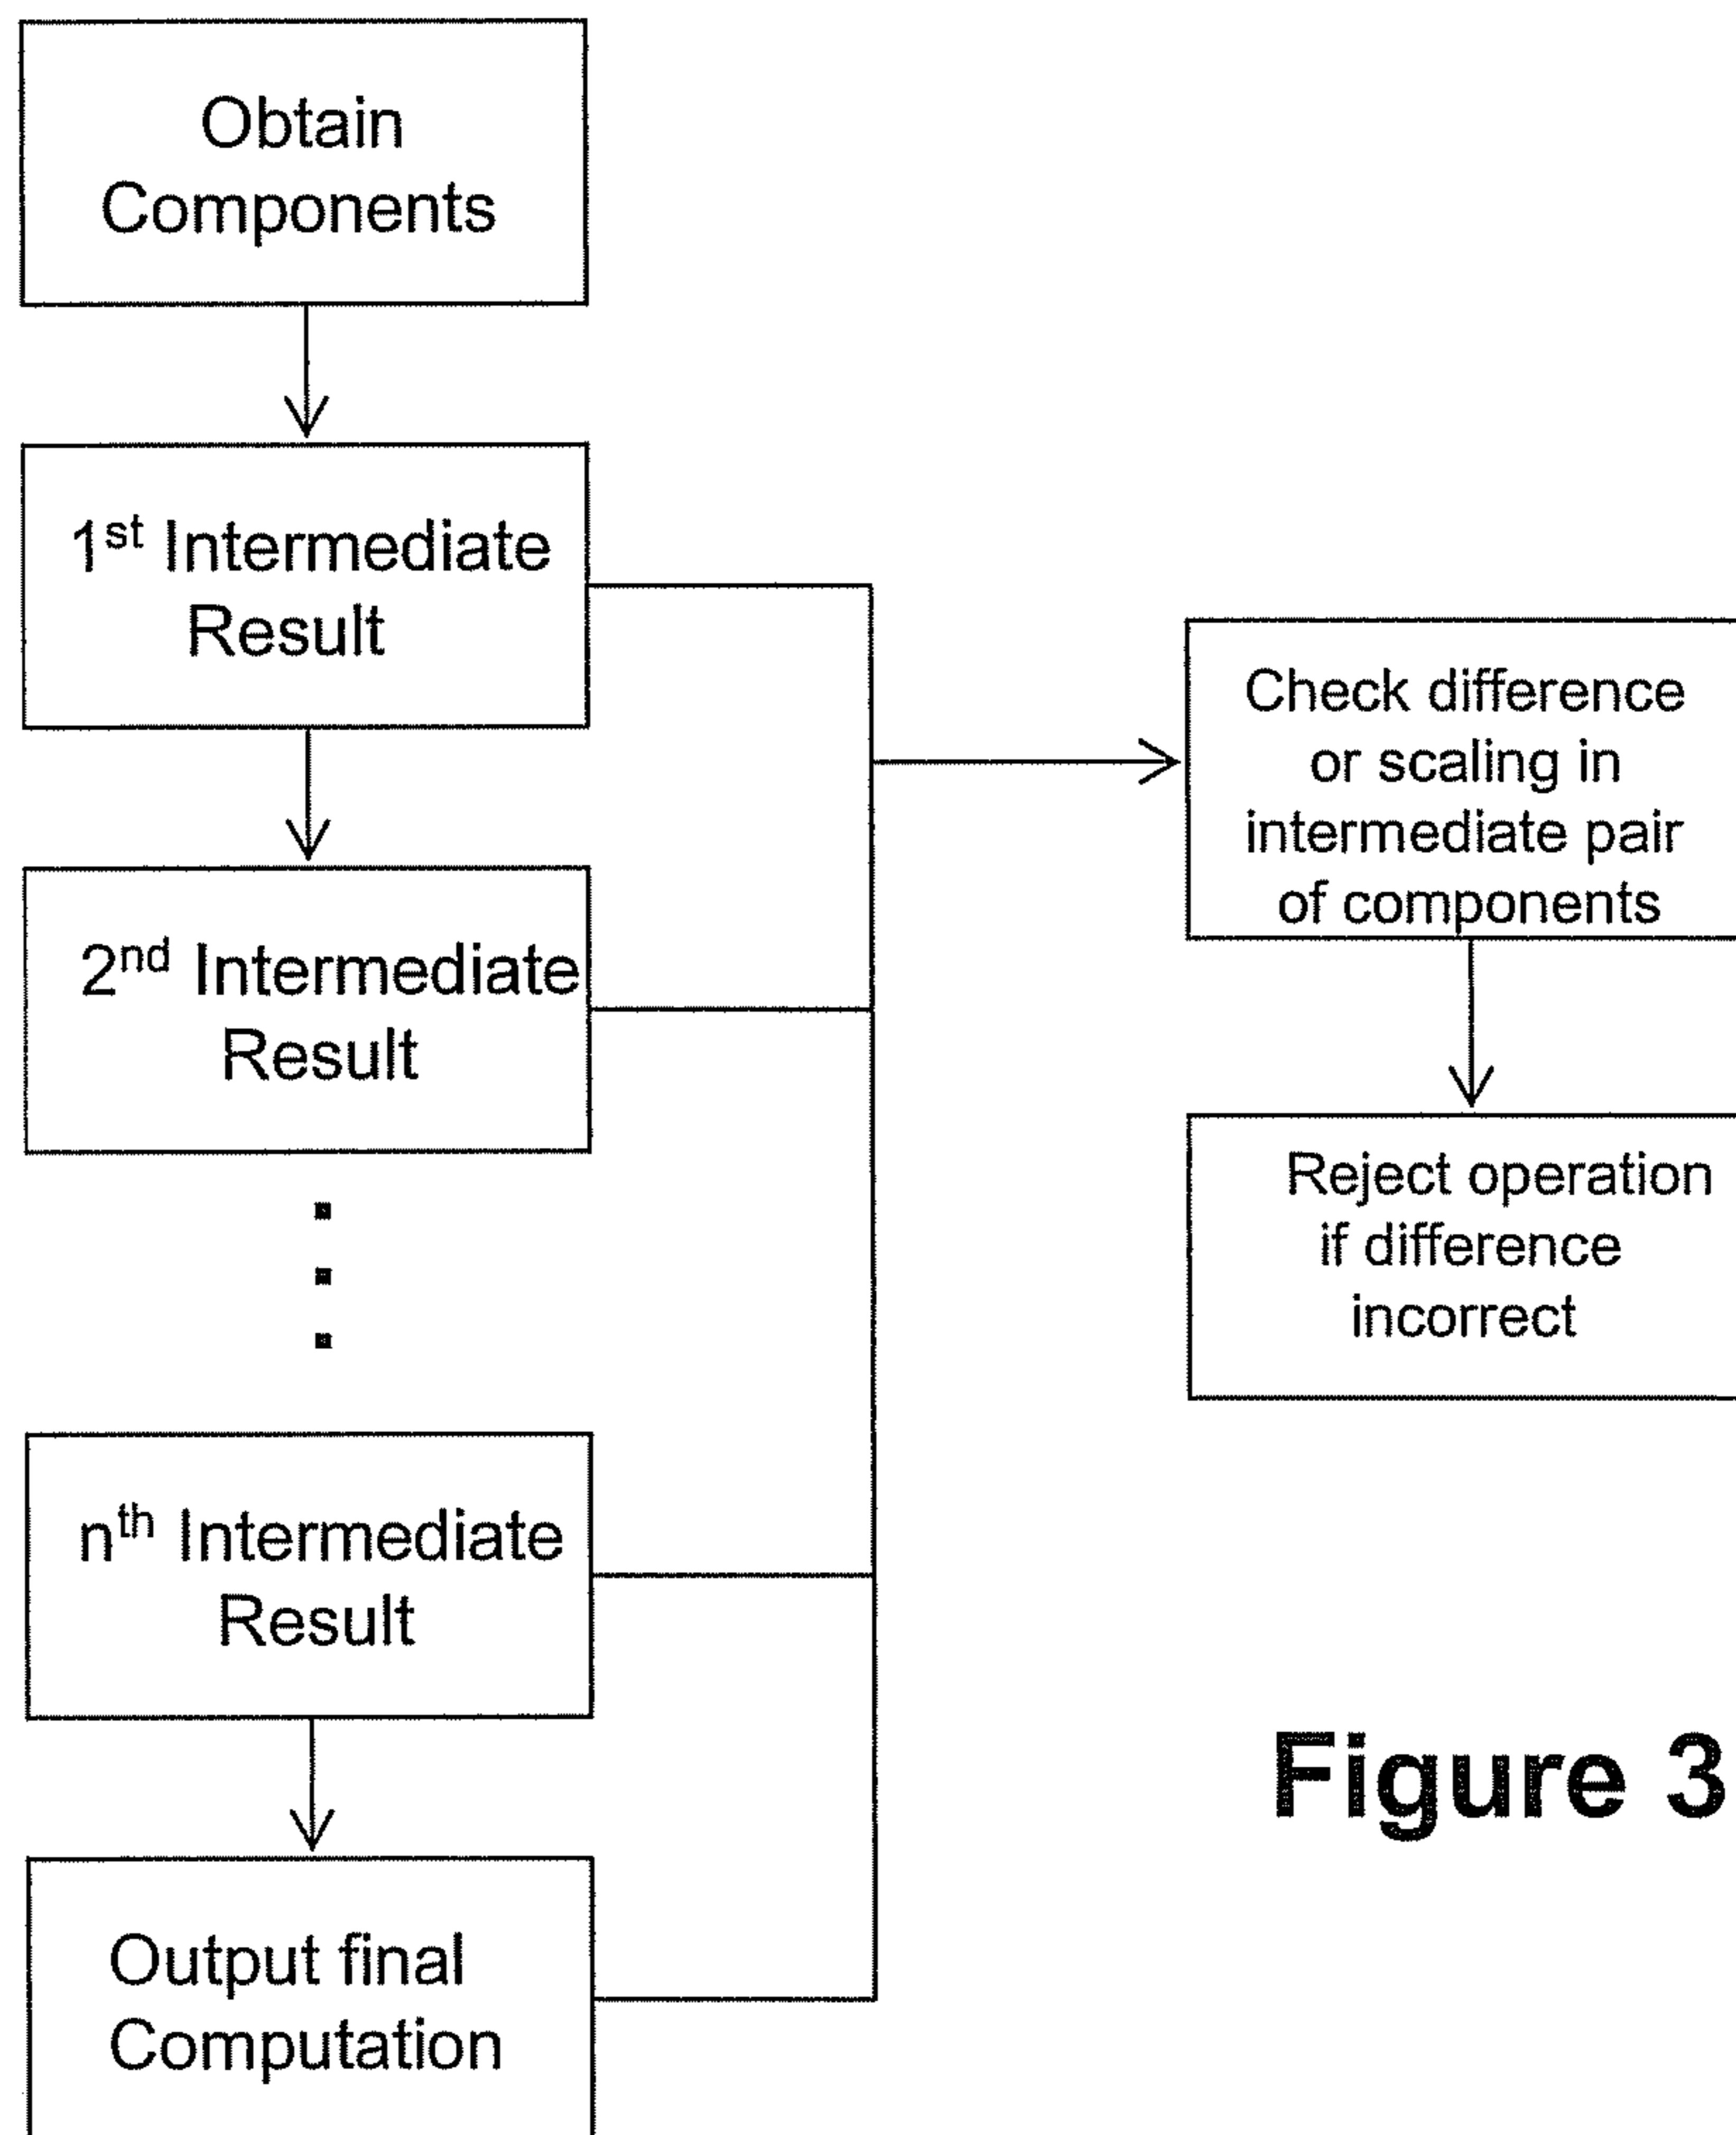 Obtain
Components
1st Intermediate
Result
2nd Intermediate
Result
nth Intermediate
Result
Output final
Computation
Check difference
or scaling in
intermediate pair
of components
Reject operation
if difference
incorrect
Figure 3